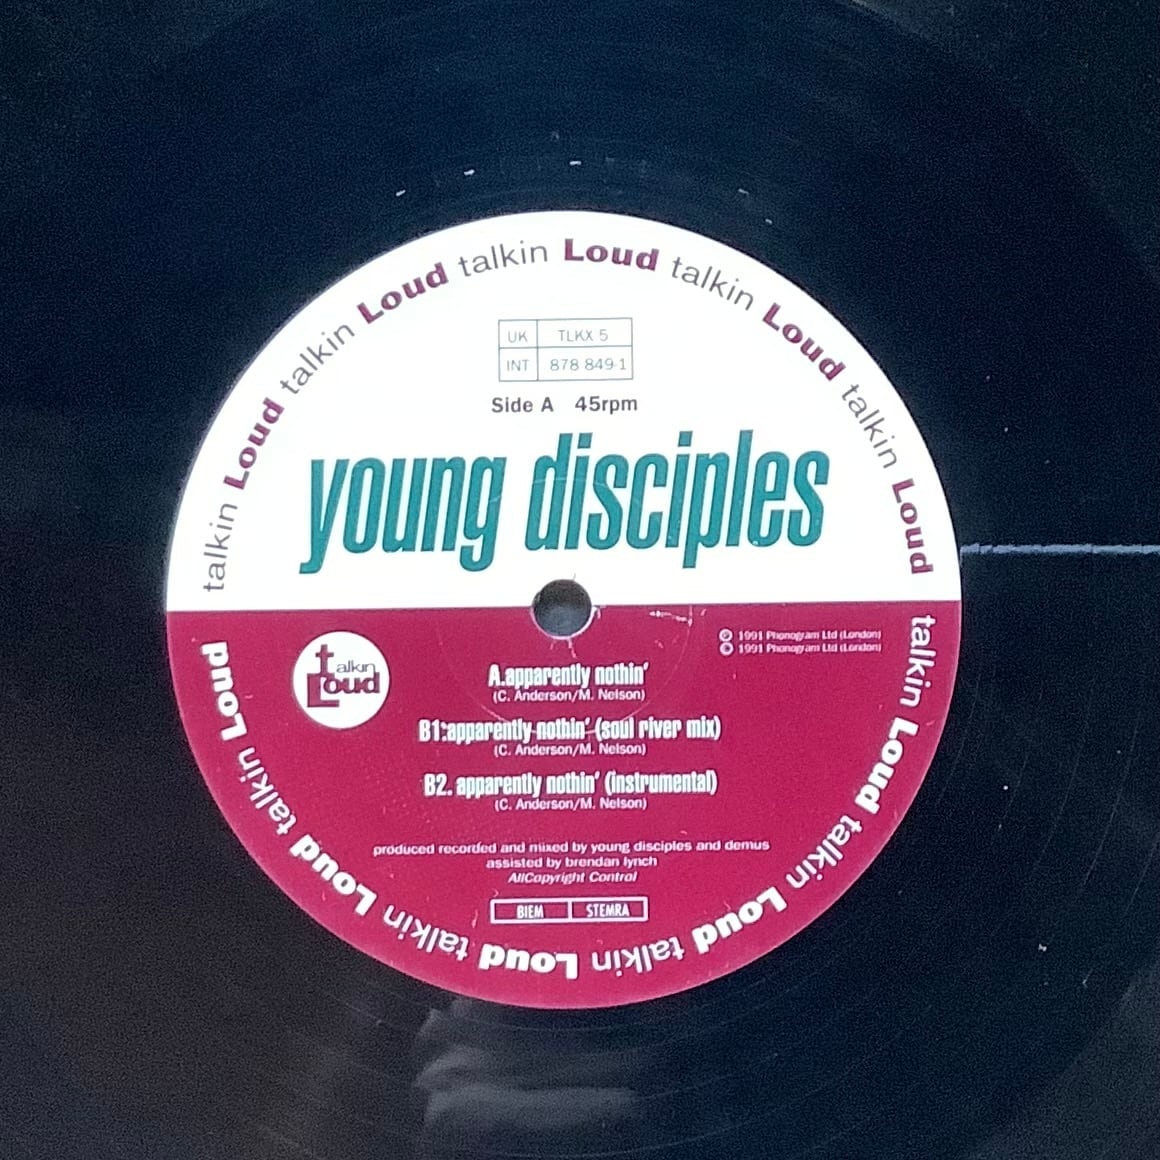 talkin Loud talkin Loud talkin Loud talkin Loud talkin Loud
UK TLKX 5
INT 878 849-1
Side A 45rpm
young disciples
talkin Loud
℗ 1991 Phonogram Ltd (London)
© 1991 Phonogram Ltd (London)
A.apparently nothin'
(C. Anderson/M. Nelson)
B1:apparently nothin' (soul river mix)
(C. Anderson/M. Nelson)
B2. apparently nothin' (instrumental)
(C. Anderson/M. Nelson)
produced recorded and mixed by young disciples and demus
assisted by brendan lynch
AllCopyright Control
BIEM STEMRA
talkin Loud talkin Loud talkin Loud talkin Loud talkin Loud